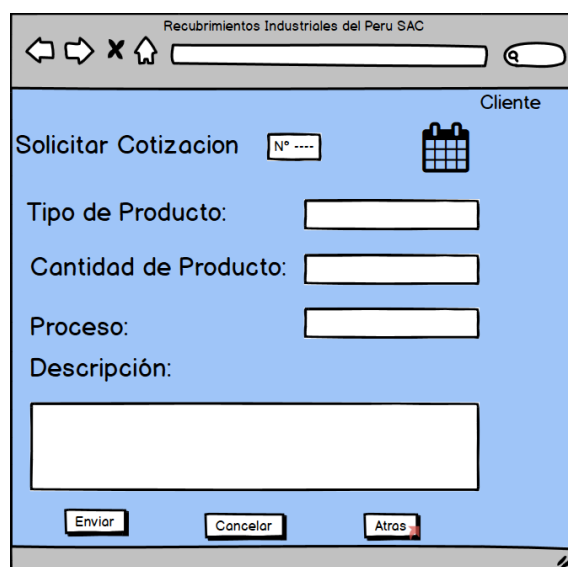 Recubrimientos Industriales del Peru SAC
Cliente
Solicitar Cotizacion N° ----
Tipo de Producto:
Cantidad de Producto:
Proceso:
Descripción:
Enviar Cancelar Atras